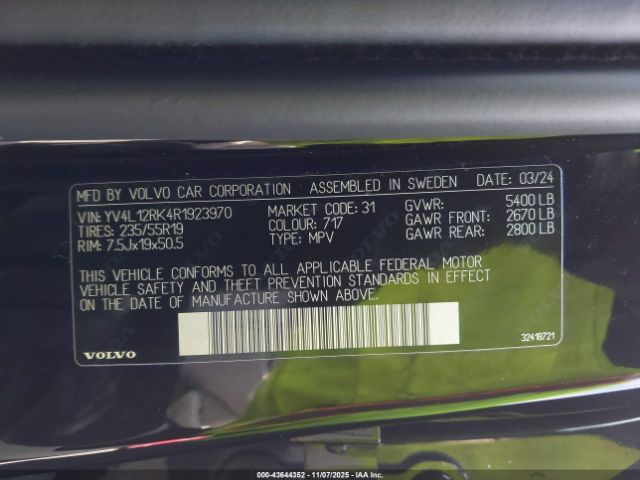 MFD BY VOLVO CAR CORPORATION ASSEMBLED IN SWEDEN DATE: 03/24
VIN: YV4L12RK4R1923970 MARKET CODE: 31 GVWR: 5400 LB
TIRES: 235/55R19 COLOUR: 717 GAWR FRONT: 2670 LB
RIM: 7.5Jx19x50.5 TYPE: MPV GAWR REAR: 2800 LB
THIS VEHICLE CONFORMS TO ALL APPLICABLE FEDERAL MOTOR
VEHICLE SAFETY AND THEFT PREVENTION STANDARDS IN EFFECT
ON DATE OF MANUFACTURE SHOWN ABOVE.
VOLVO 32418721
000-43644352 - 11/07/2025 - IAAI.CA